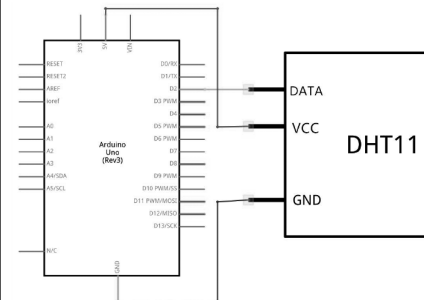 3V3
5V
VIN
RESET
RESET2
AREF
Ioref
A0
A1
A2
A3
A4/SDA
A5/SCL
N/C
Arduino
Uno
(Rev3)
D0/RX
D1/TX
D2
D3 PWM
D4
D5 PWM
D6 PWM
D7
D8
D9 PWM
D10 PWM/SS
D11 PWM/MOSI
D12/MISO
D13/SCK
GND
DATA
VCC
GND
DHT11